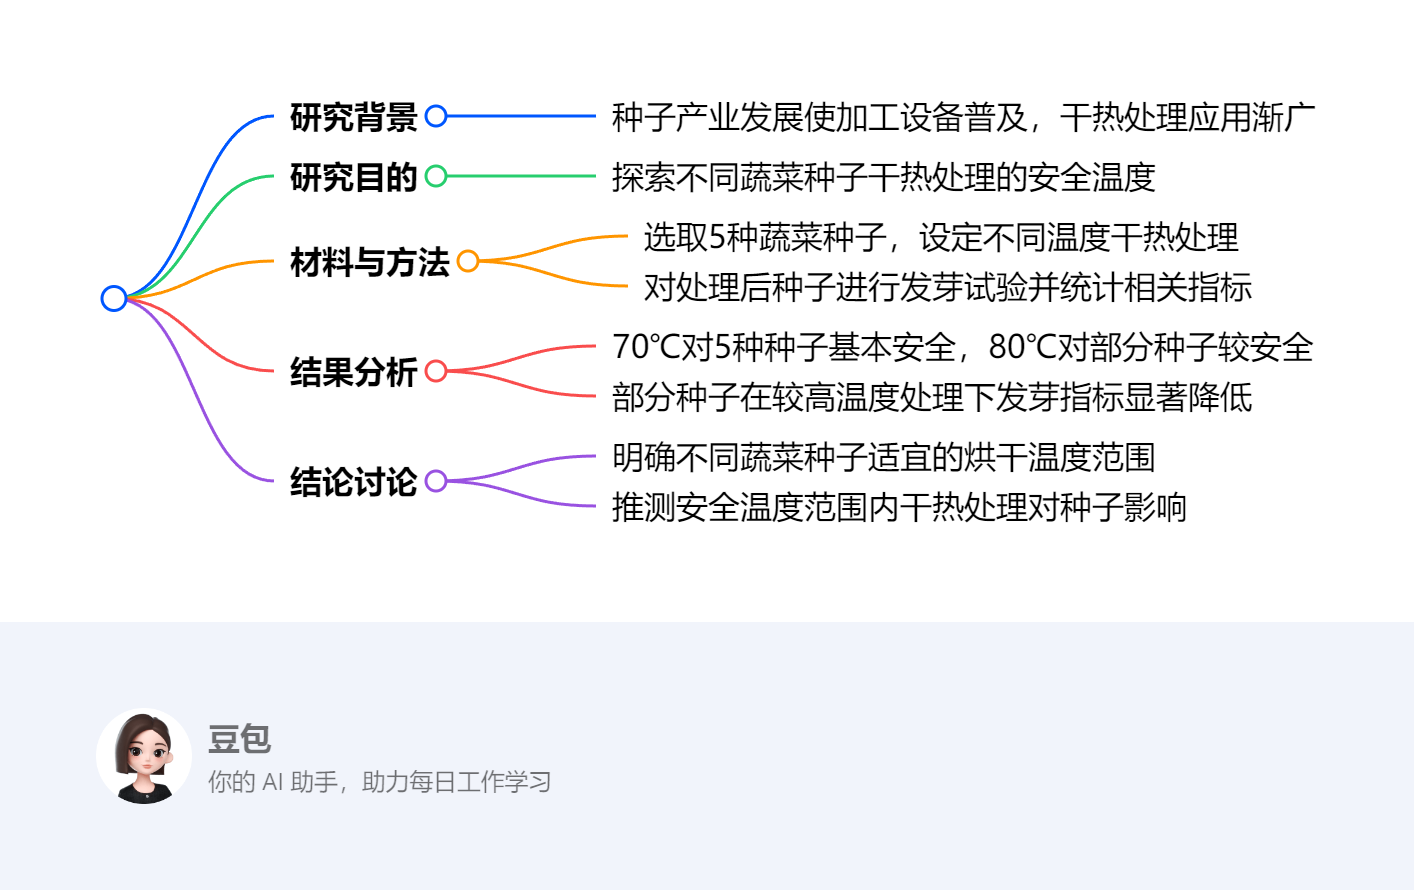 研究背景
种子产业发展使加工设备普及，干热处理应用渐广
研究目的
探索不同蔬菜种子干热处理的安全温度
材料与方法
选取5种蔬菜种子，设定不同温度干热处理
对处理后种子进行发芽试验并统计相关指标
结果分析
70℃对5种种子基本安全，80℃对部分种子较安全
部分种子在较高温度处理下发芽指标显著降低
结论讨论
明确不同蔬菜种子适宜的烘干温度范围
推测安全温度范围内干热处理对种子影响
豆包
你的 AI 助手，助力每日工作学习